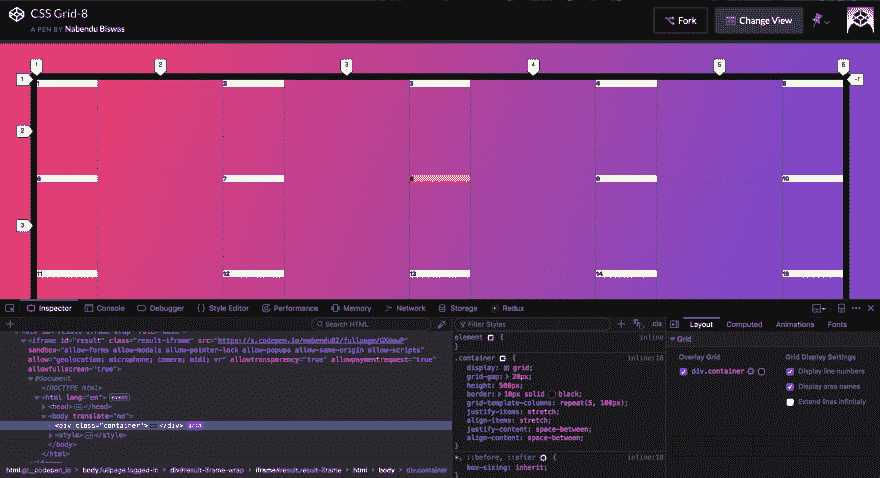 CSS Grid-8
A PEN BY Nabendu Biswas
Fork
Change View
1 2 3 4 5 6
1 -1
1 2 3 4 5
2
6 7 8 9 10
3
11 12 13 14 15
Inspector Console Debugger Style Editor Performance Memory Network Storage Redux
Search HTML
<iframe id="result" class="result-iframe" src="https://s.codepen.io/nabendu82/fullpage/
sandbox="allow-forms allow-modals allow-pointer-lock allow-popups allow-same-origin allow-scripts"
allow="geolocation; microphone; camera; midi; vr" allowtransparency="true" allowpaymentrequest="true"
allowfullscreen="true">
#document
<!DOCTYPE html>
<html lang="en"> event
<head> </head>
<body translate="no">
<div class="container"> </div> grid
<style> </style>
</body>
</html>
html.gr__codepen_io > body.fullpage.logged-in > div#result-iframe-wrap > iframe#result.result-iframe > html > body > div.container
Filter Styles + .cls
element { inline
}
.container { inline:18
display: grid;
grid-gap: 20px;
height: 500px;
border: 10px solid black;
grid-template-columns: repeat(5, 100px);
justify-items: stretch;
align-items: stretch;
justify-content: space-between;
align-content: space-between;
}
*, ::before, ::after { inline:10
box-sizing: inherit;
}
Layout Computed Animations Fonts
Grid
Overlay Grid
div.container
Grid Display Settings
Display line numbers
Display area names
Extend lines infinitely